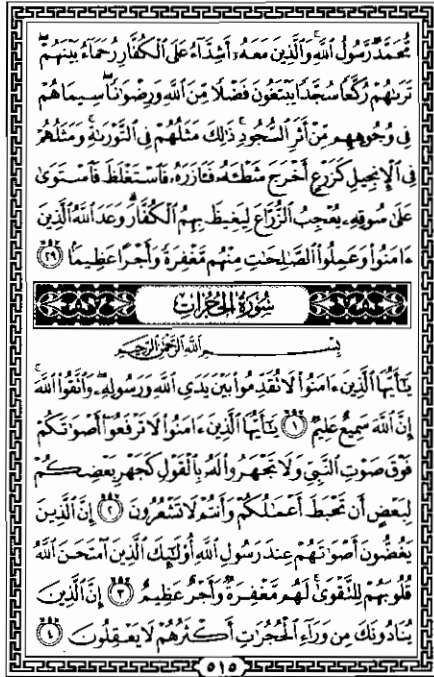 مُّحَمَّدٌ رَّسُولُ ٱللَّهِ ۚ وَٱلَّذِينَ مَعَهُۥٓ أَشِدَّآءُ عَلَى ٱلْكُفَّارِ رُحَمَآءُ بَيْنَهُمْ ۖ
تَرَىٰهُمْ رُكَّعًا سُجَّدًا يَبْتَغُونَ فَضْلًا مِّنَ ٱللَّهِ وَرِضْوَٰنًا ۖ سِيمَاهُمْ
فِى وُجُوهِهِم مِّنْ أَثَرِ ٱلسُّجُودِ ۚ ذَٰلِكَ مَثَلُهُمْ فِى ٱلتَّوْرَىٰةِ ۚ وَمَثَلُهُمْ
فِى ٱلْإِنجِيلِ كَزَرْعٍ أَخْرَجَ شَطْـَٔهُۥ فَـَٔازَرَهُۥ فَٱسْتَغْلَظَ فَٱسْتَوَىٰ
عَلَىٰ سُوقِهِۦ يُعْجِبُ ٱلزُّرَّاعَ لِيَغِيظَ بِهِمُ ٱلْكُفَّارَ ۗ وَعَدَ ٱللَّهُ ٱلَّذِينَ
ءَامَنُوا۟ وَعَمِلُوا۟ ٱلصَّٰلِحَٰتِ مِنْهُم مَّغْفِرَةً وَأَجْرًا عَظِيمًۢا ٢٩
سُورَةُ الحُجُرَاتِ
بِسْمِ ٱللَّهِ ٱلرَّحْمَٰنِ ٱلرَّحِيمِ
يَٰٓأَيُّهَا ٱلَّذِينَ ءَامَنُوا۟ لَا تُقَدِّمُوا۟ بَيْنَ يَدَىِ ٱللَّهِ وَرَسُولِهِۦ ۖ وَٱتَّقُوا۟ ٱللَّهَ ۚ
إِنَّ ٱللَّهَ سَمِيعٌ عَلِيمٌ ١ يَٰٓأَيُّهَا ٱلَّذِينَ ءَامَنُوا۟ لَا تَرْفَعُوٓا۟ أَصْوَٰتَكُمْ
فَوْقَ صَوْتِ ٱلنَّبِىِّ وَلَا تَجْهَرُوا۟ لَهُۥ بِٱلْقَوْلِ كَجَهْرِ بَعْضِكُمْ
لِبَعْضٍ أَن تَحْبَطَ أَعْمَٰلُكُمْ وَأَنتُمْ لَا تَشْعُرُونَ ٢ إِنَّ ٱلَّذِينَ
يَغُضُّونَ أَصْوَٰتَهُمْ عِندَ رَسُولِ ٱللَّهِ أُو۟لَٰٓئِكَ ٱلَّذِينَ ٱمْتَحَنَ ٱللَّهُ
قُلُوبَهُمْ لِلتَّقْوَىٰ ۚ لَهُم مَّغْفِرَةٌ وَأَجْرٌ عَظِيمٌ ٣ إِنَّ ٱلَّذِينَ
يُنَادُونَكَ مِن وَرَآءِ ٱلْحُجُرَٰتِ أَكْثَرُهُمْ لَا يَعْقِلُونَ ٤
٥١٥